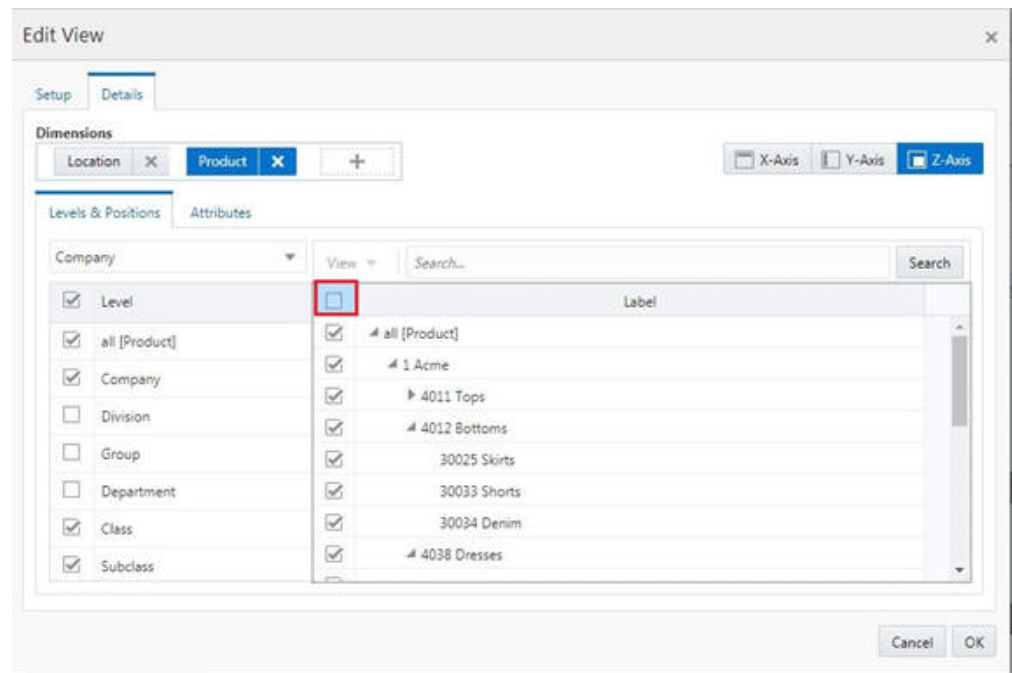 Edit View
Setup Details
Dimensions
Location Product
X-Axis Y-Axis Z-Axis
Levels & Positions Attributes
Company View Search... Search
Level Label
all [Product] all [Product]
Company 1 Acme
4011 Tops
Division 4012 Bottoms
Group 30025 Skirts
Department 30033 Shorts
Class 30034 Denim
Subclass 4038 Dresses
Cancel OK